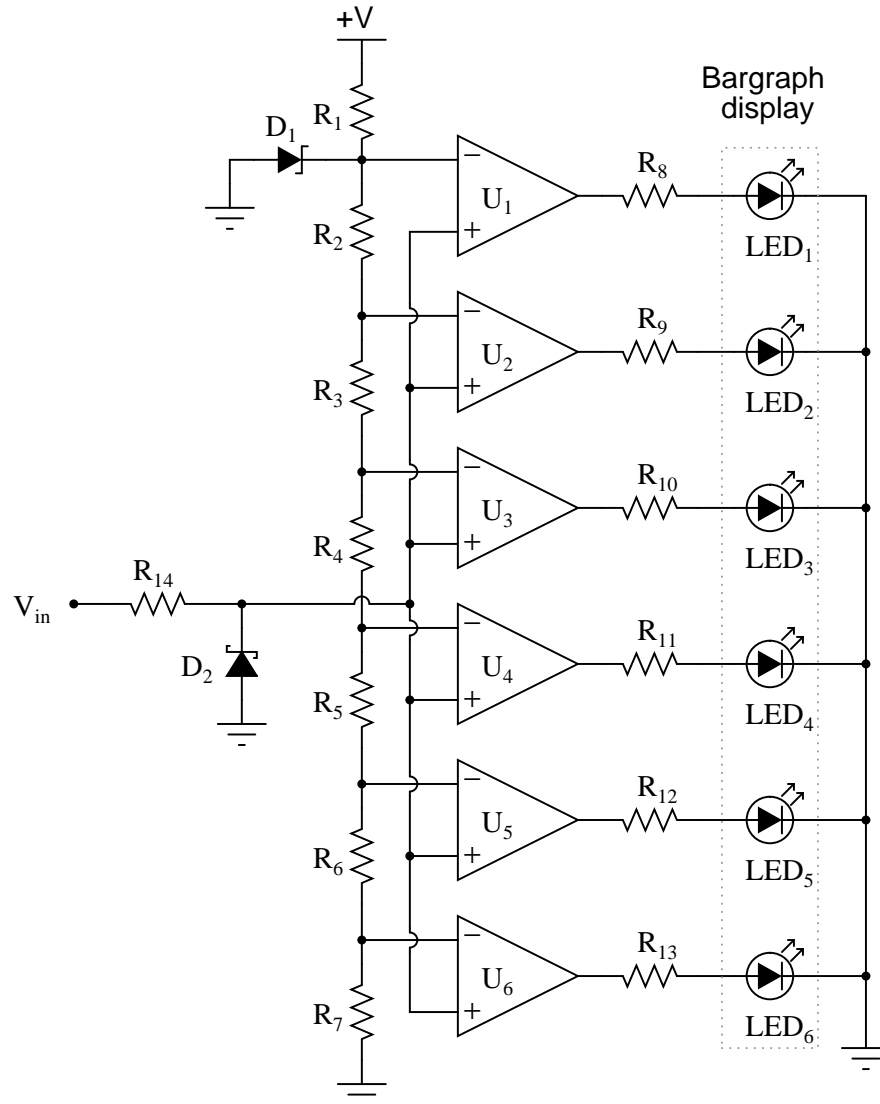 +V
Bargraph
display
R1
D1
R8
− U1
+
LED1
R2
− U2
+
R9
LED2
R3
− U3
+
R10
LED3
R4
Vin
R14
D2
− U4
+
R11
LED4
R5
− U5
+
R12
LED5
R6
− U6
+
R13
LED6
R7